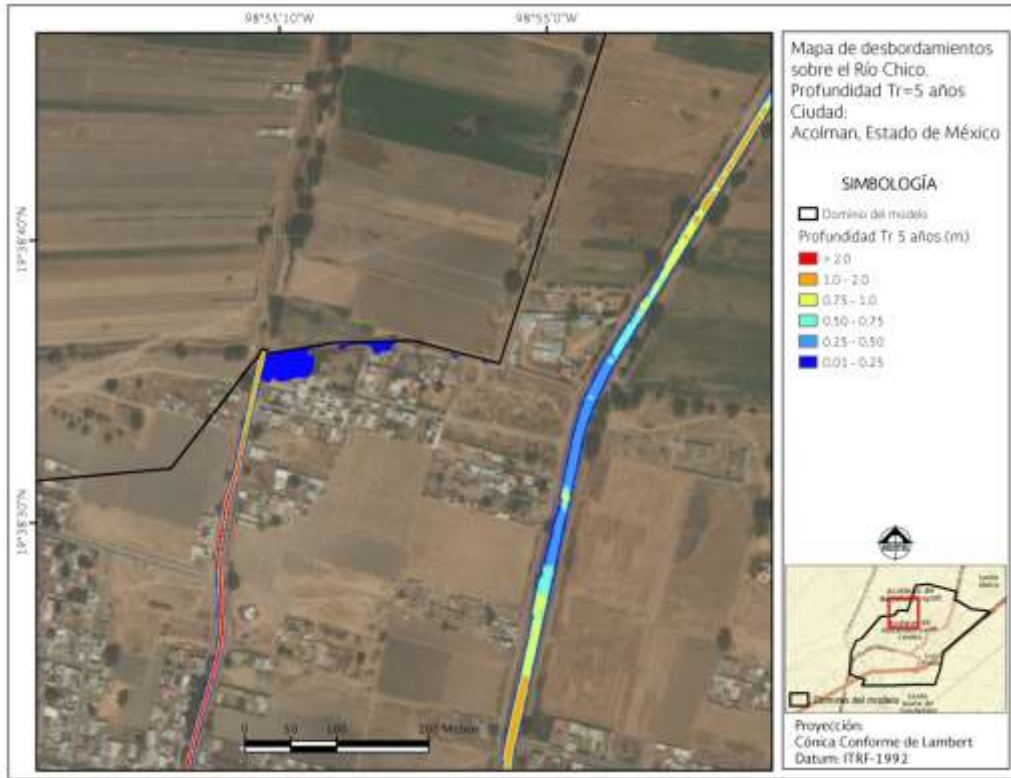 98°55'10"W
98°55'0"W
19°38'40"N
19°38'30"N
0
50
100
200 Metros
Mapa de desbordamientos
sobre el Río Chico.
Profundidad Tr=5 años
Ciudad:
Acolman, Estado de México
SIMBOLOGÍA
Dominio del modelo
Profundidad Tr 5 años (m)
> 2.0
1.0 - 2.0
0.75 - 1.0
0.50 - 0.75
0.25 - 0.50
0.01 - 0.25
Dominio del modelo
Proyección:
Cónica Conforme de Lambert
Datum: ITRF-1992